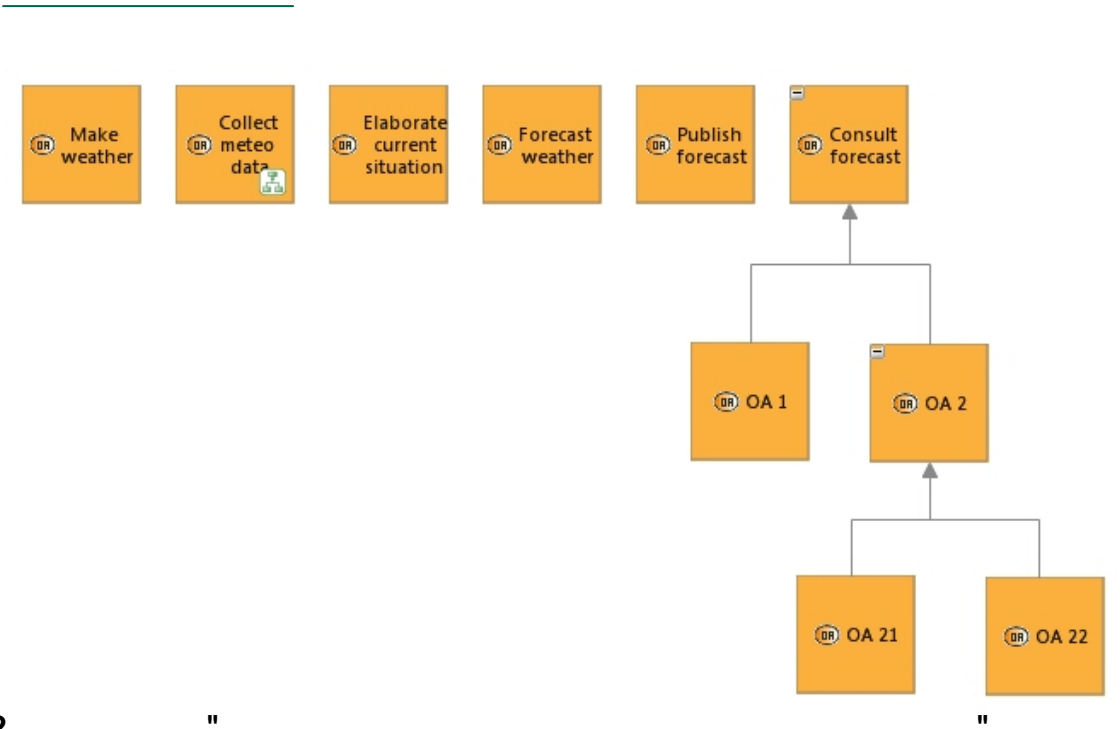 Make
weather
Collect
meteo
data
Elaborate
current
situation
Forecast
weather
Publish
forecast
Consult
forecast
OA 1
OA 2
OA 21
OA 22
" "